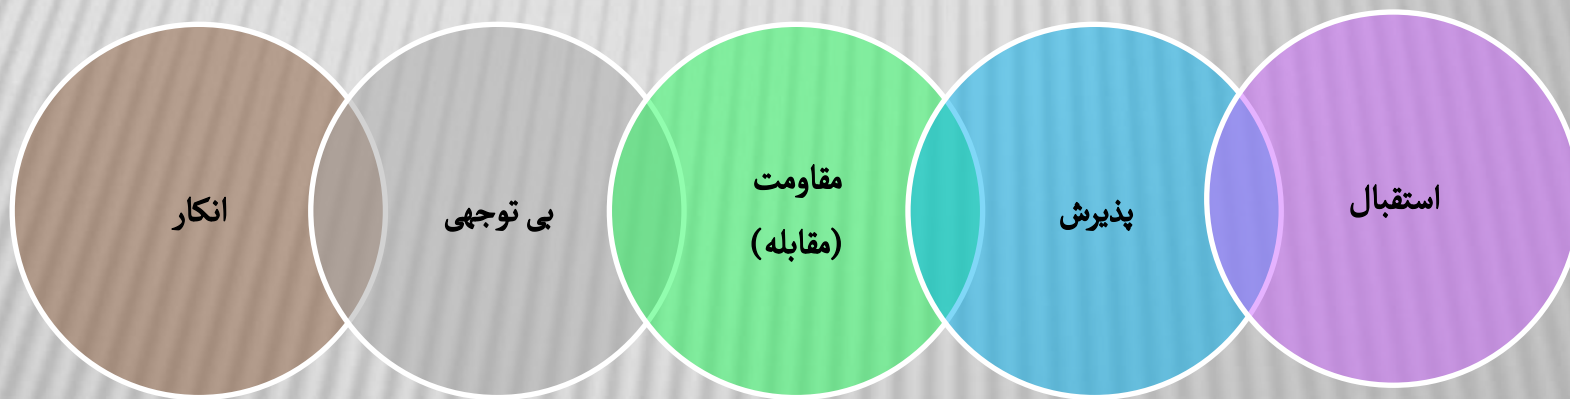 استقبال
پذیرش
مقاومت
(مقابله)
بی توجهی
انکار